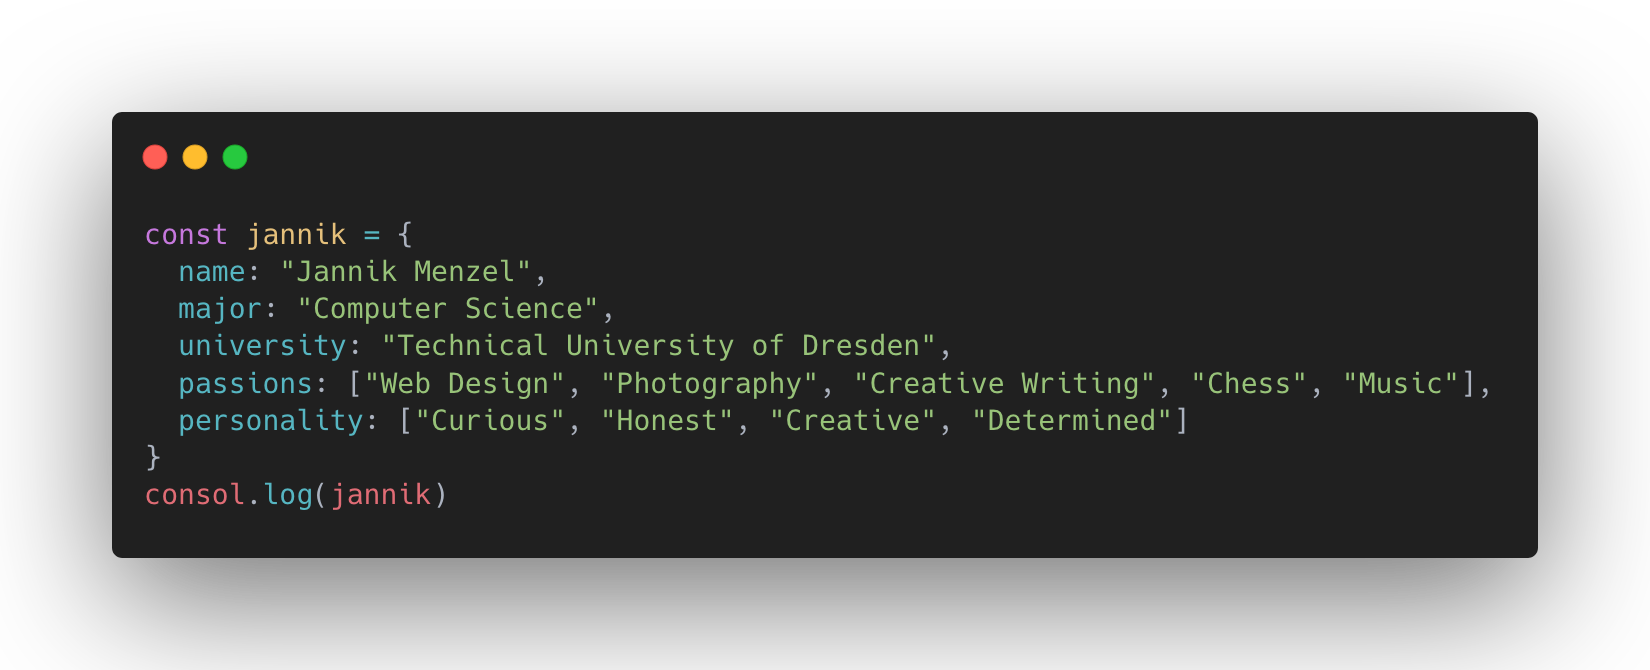 const jannik = {
  name: "Jannik Menzel",
  major: "Computer Science",
  university: "Technical University of Dresden",
  passions: ["Web Design", "Photography", "Creative Writing", "Chess", "Music"],
  personality: ["Curious", "Honest", "Creative", "Determined"]
}
consol.log(jannik)